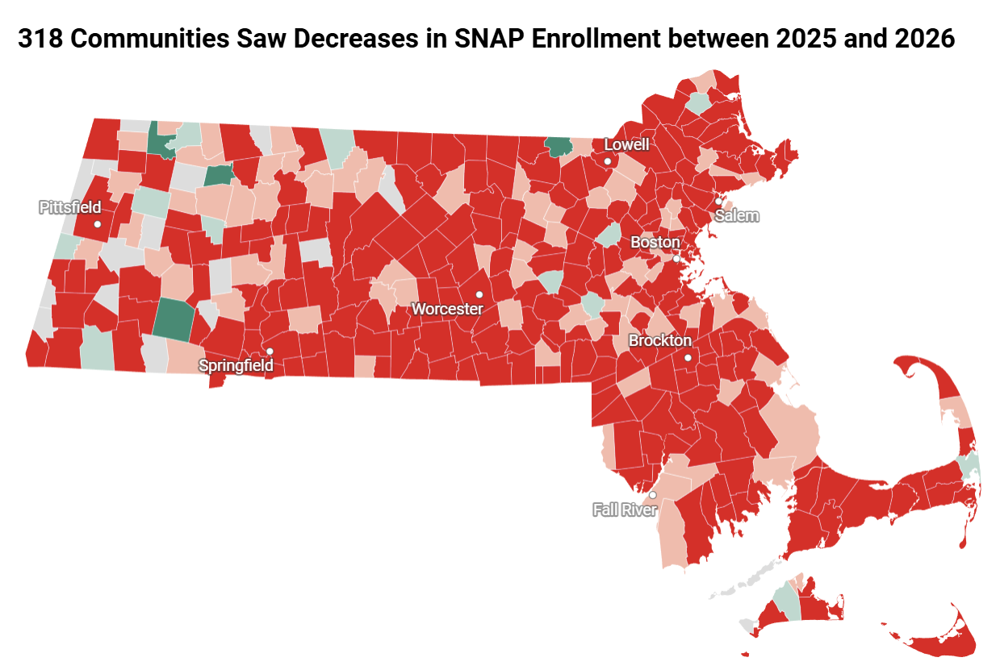 318 Communities Saw Decreases in SNAP Enrollment between 2025 and 2026
Lowell
Pittsfield
Salem
Boston
Worcester
Brockton
Springfield
Fall River